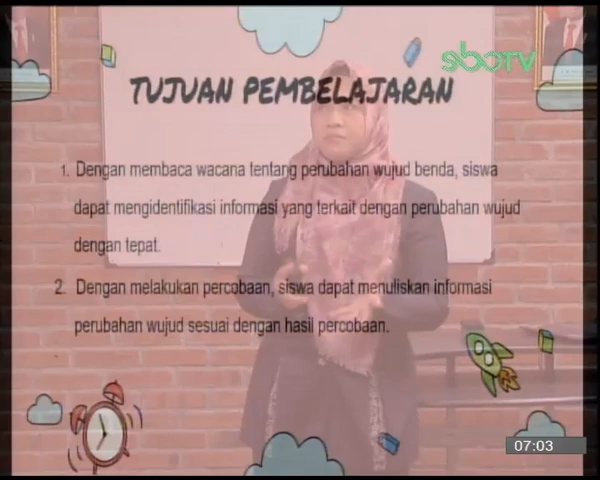 sboTV
TUJUAN PEMBELAJARAN
1. Dengan membaca wacana tentang perubahan wujud benda, siswa
dapat mengidentifikasi informasi yang terkait dengan perubahan wujud
dengan tepat.
2. Dengan melakukan percobaan, siswa dapat menuliskan informasi
perubahan wujud sesuai dengan hasil percobaan.
07:03